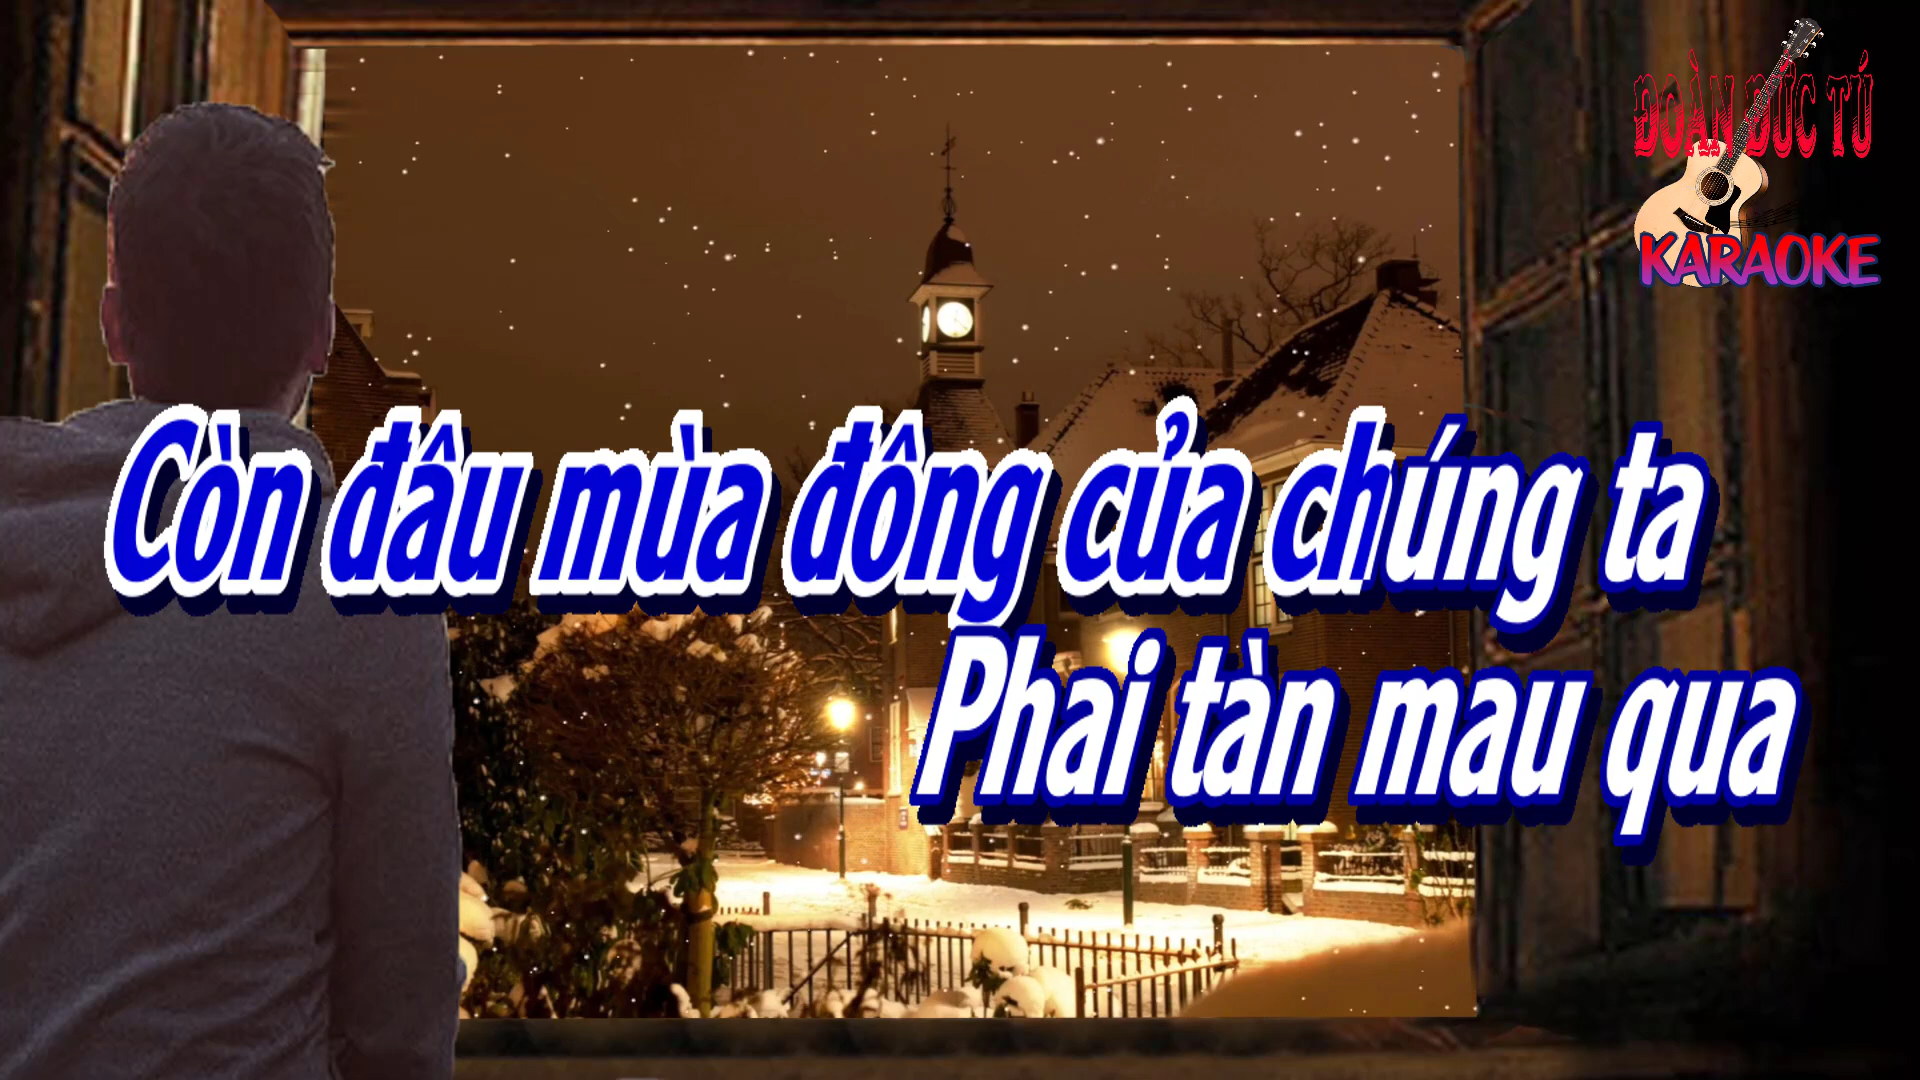 ĐOÀN ĐỨC TÚ
KARAOKE
Còn đâu mùa đông của chúng ta
Phai tàn mau qua